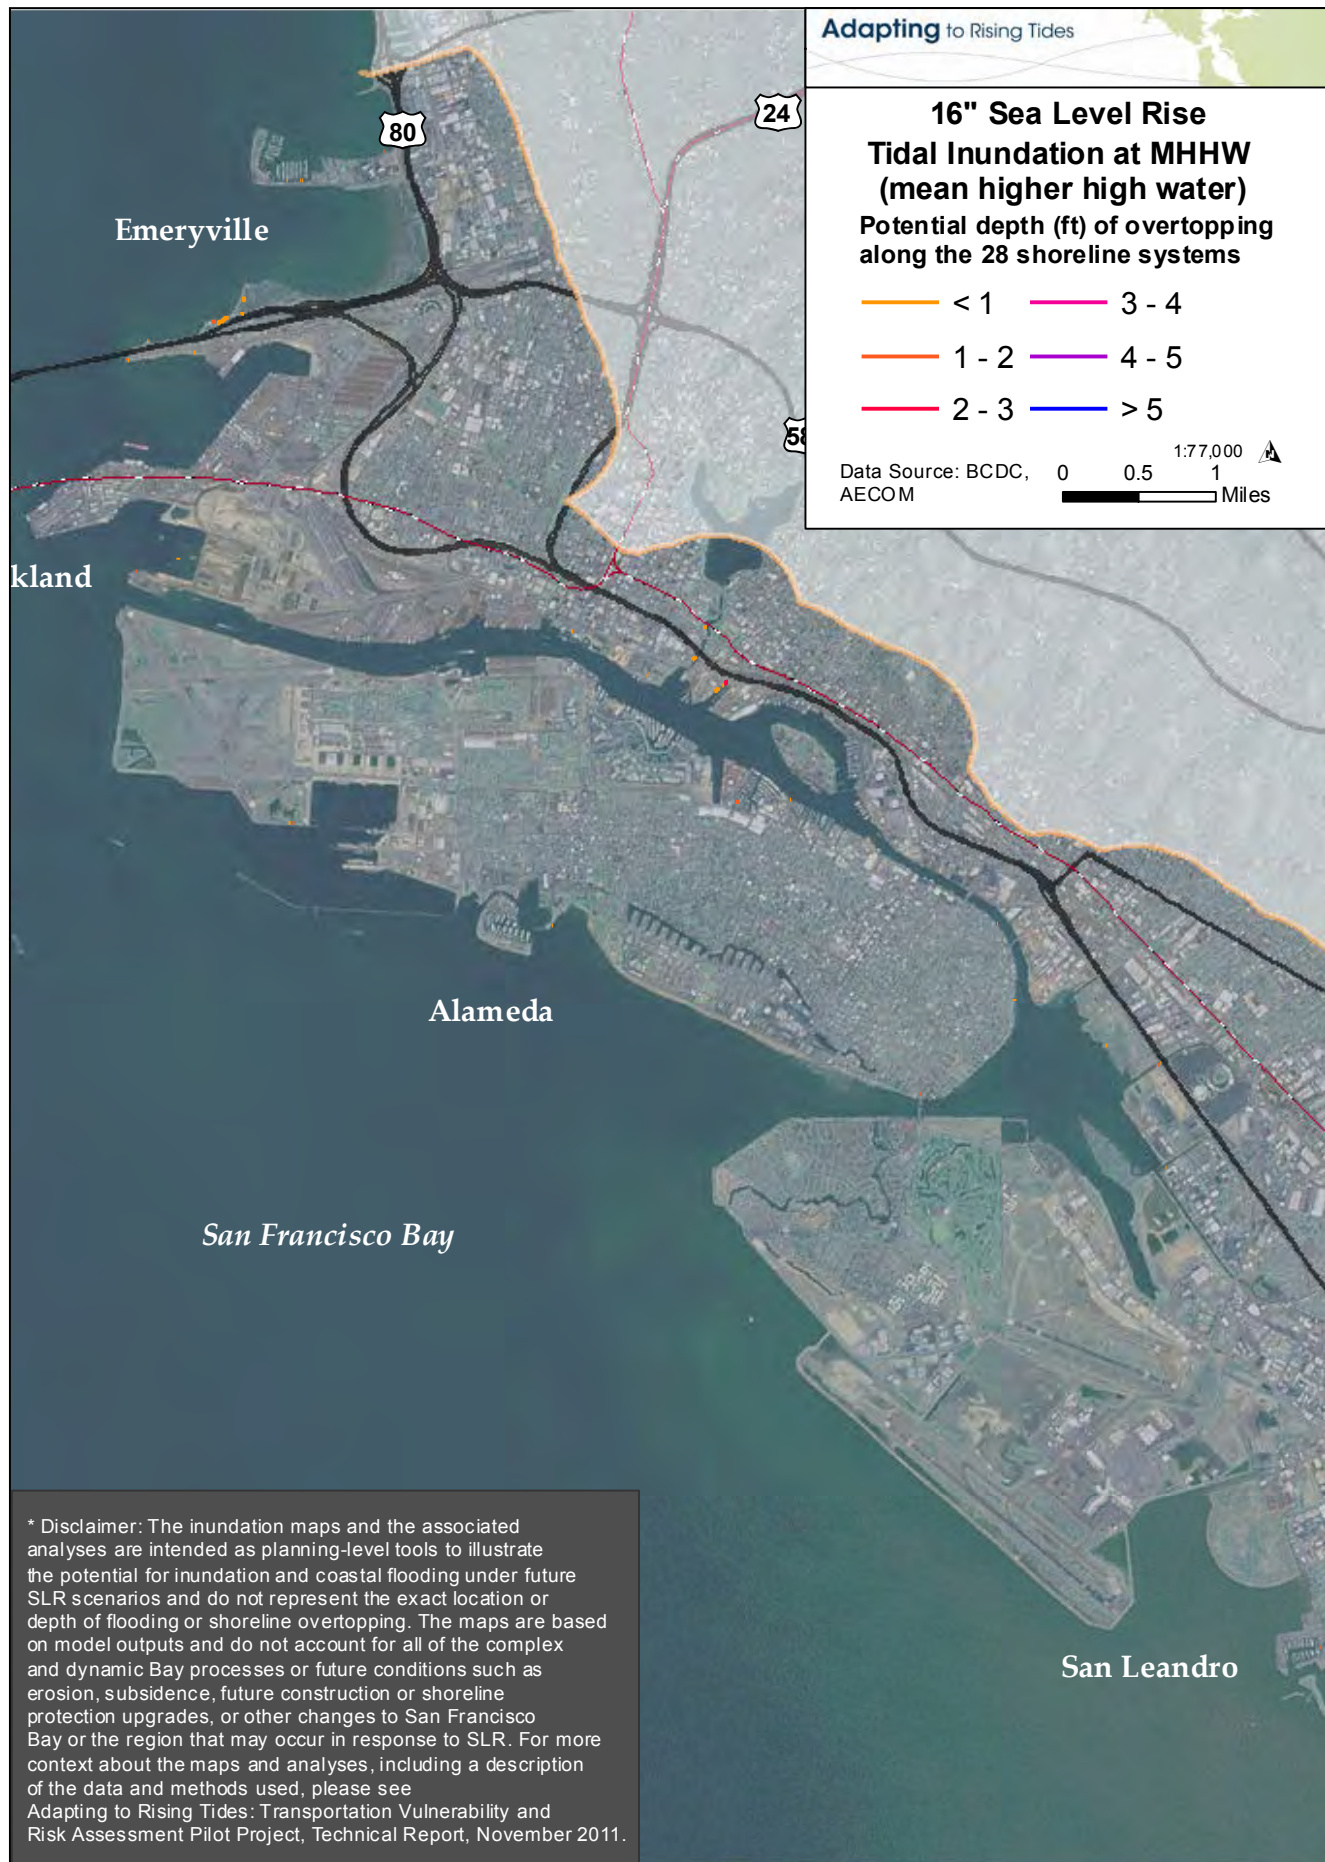 Adapting to Rising Tides
16" Sea Level Rise
Tidal Inundation at MHHW
(mean higher high water)
Potential depth (ft) of overtopping
along the 28 shoreline systems
< 1
3 - 4
1 - 2
4 - 5
2 - 3
> 5
1:77,000
Data Source: BCDC,
AECOM
0 0.5 1
Miles
24
80
58
Emeryville
kland
Alameda
San Francisco Bay
San Leandro
* Disclaimer: The inundation maps and the associated
analyses are intended as planning-level tools to illustrate
the potential for inundation and coastal flooding under future
SLR scenarios and do not represent the exact location or
depth of flooding or shoreline overtopping. The maps are based
on model outputs and do not account for all of the complex
and dynamic Bay processes or future conditions such as
erosion, subsidence, future construction or shoreline
protection upgrades, or other changes to San Francisco
Bay or the region that may occur in response to SLR. For more
context about the maps and analyses, including a description
of the data and methods used, please see
Adapting to Rising Tides: Transportation Vulnerability and
Risk Assessment Pilot Project, Technical Report, November 2011.